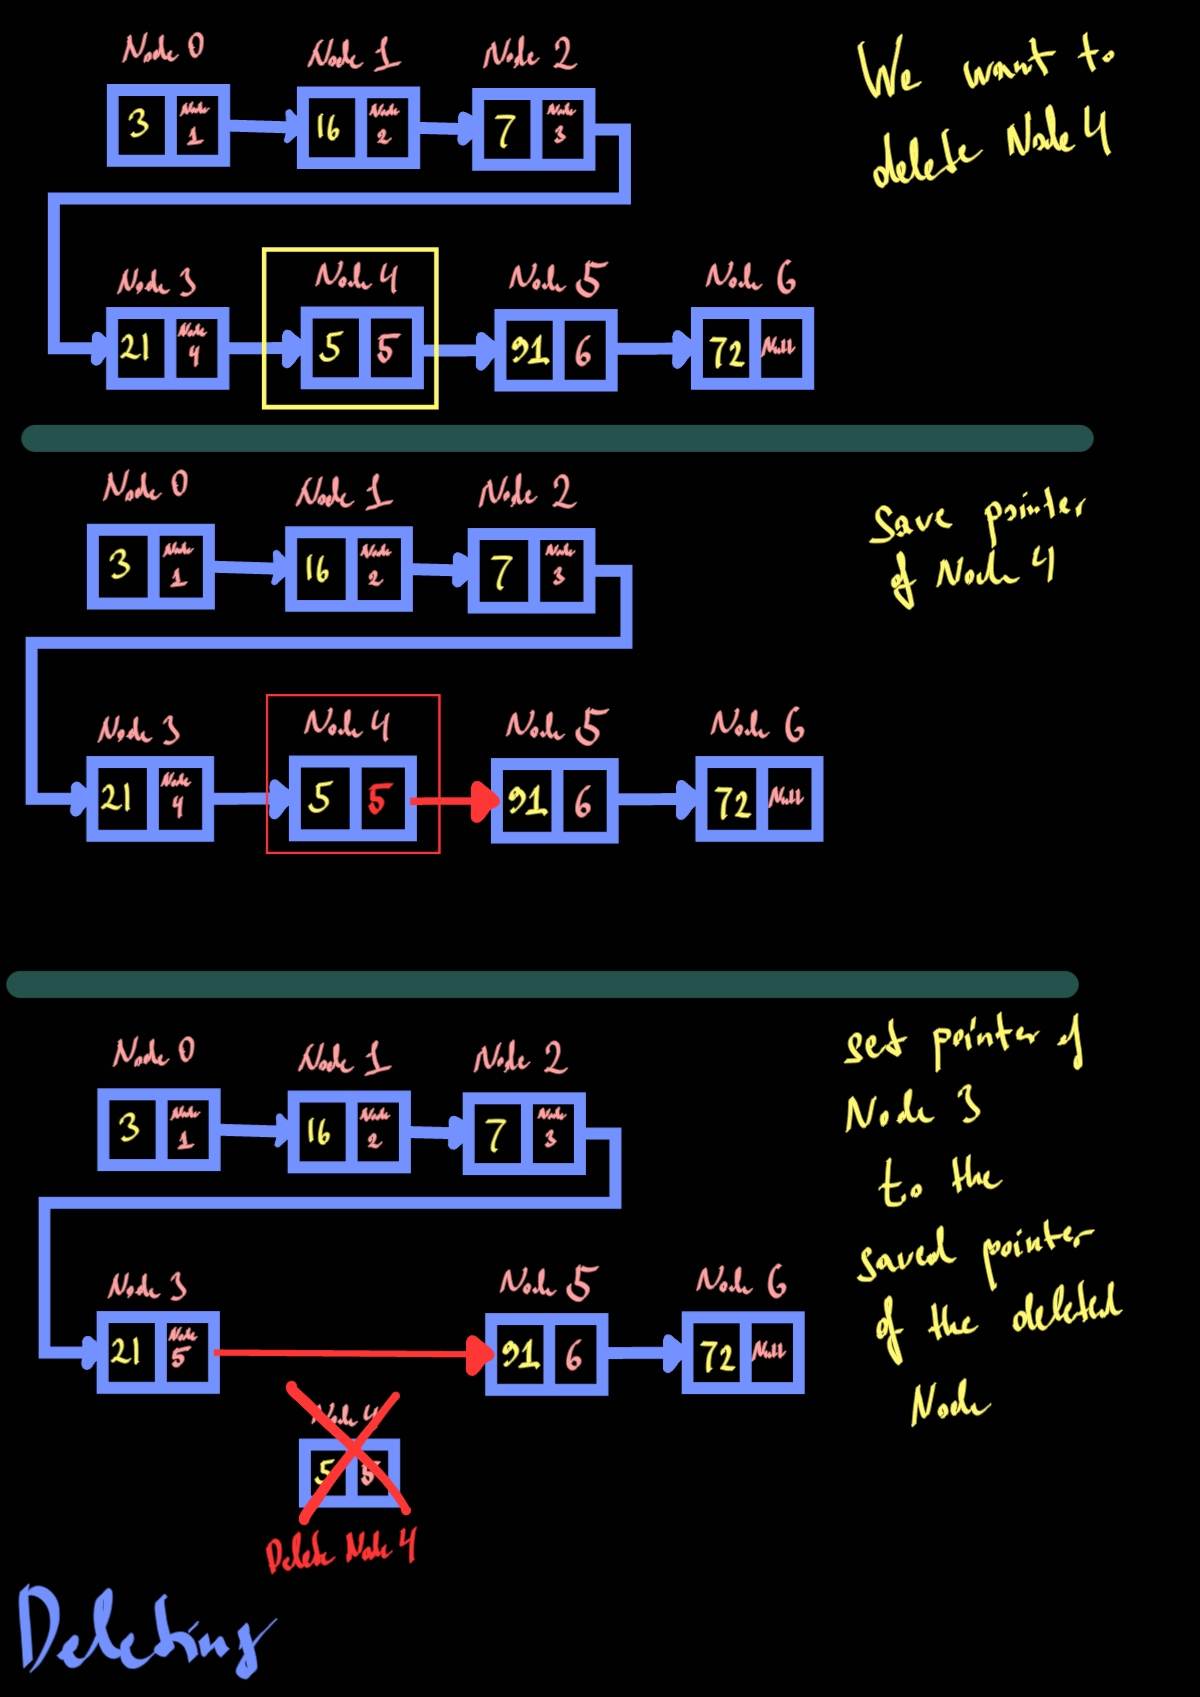 Node 0 Node 1 Node 2
3 Node 1 16 Node 2 7 Node 3
We want to
delete Node 4
Node 3 Node 4 Node 5 Node 6
21 Node 4 5 5 91 6 72 Null
Node 0 Node 1 Node 2
3 Node 1 16 Node 2 7 Node 3
Save pointer
of Node 4
Node 3 Node 4 Node 5 Node 6
21 Node 4 5 5 91 6 72 Null
Node 0 Node 1 Node 2
3 Node 1 16 Node 2 7 Node 3
set pointer of
Node 3
to the
saved pointer
of the deleted
Node
Node 3 Node 5 Node 6
21 Node 5 91 6 72 Null
Node 4
5 5
Delete Node 4
Deleting